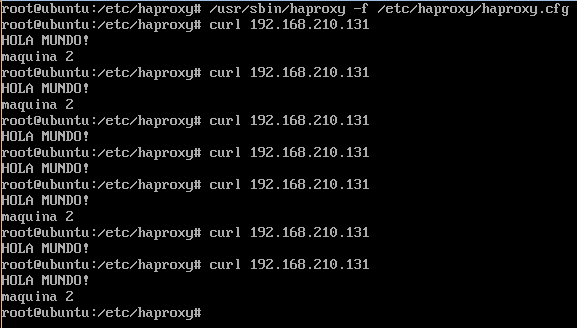 root@ubuntu:/etc/haproxy# /usr/sbin/haproxy -f /etc/haproxy/haproxy.cfg
root@ubuntu:/etc/haproxy# curl 192.168.210.131
HOLA MUNDO!
maquina 2
root@ubuntu:/etc/haproxy# curl 192.168.210.131
HOLA MUNDO!
maquina 2
root@ubuntu:/etc/haproxy# curl 192.168.210.131
HOLA MUNDO!
root@ubuntu:/etc/haproxy# curl 192.168.210.131
HOLA MUNDO!
root@ubuntu:/etc/haproxy# curl 192.168.210.131
HOLA MUNDO!
maquina 2
root@ubuntu:/etc/haproxy# curl 192.168.210.131
HOLA MUNDO!
root@ubuntu:/etc/haproxy# curl 192.168.210.131
HOLA MUNDO!
maquina 2
root@ubuntu:/etc/haproxy#